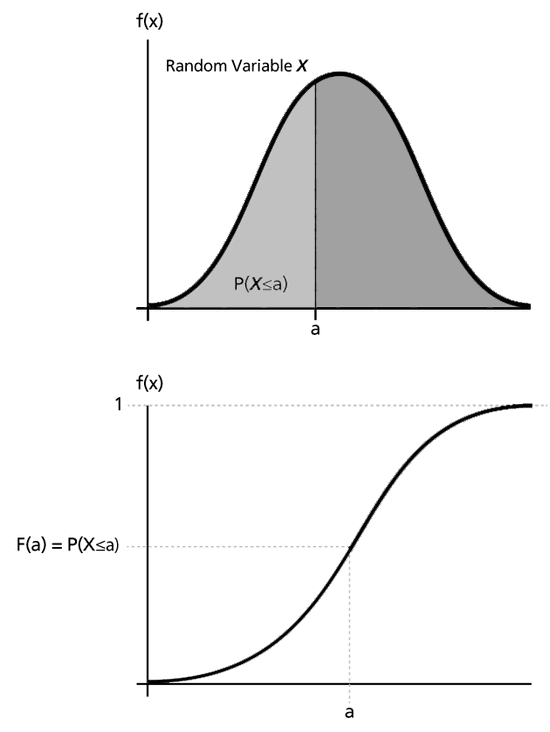 f(x)
Random Variable X
P(X≤a)
a
f(x)
1
F(a) = P(X≤a)
a